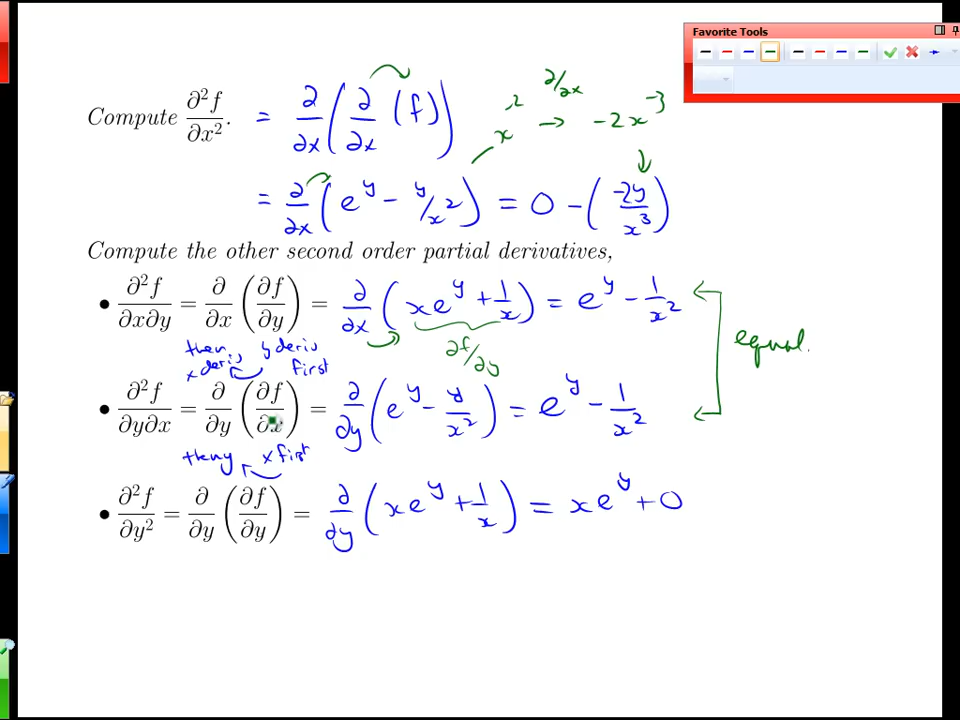 Favorite Tools
Compute ∂²f/∂x². = ∂/∂x ( ∂/∂x (f) )
x⁻² → -2x⁻³
∂/∂x
= ∂/∂x ( e^y - y/x² ) = 0 - ( -2y/x³ )
Compute the other second order partial derivatives,
• ∂²f/∂x∂y = ∂/∂x ( ∂f/∂y ) = ∂/∂x ( xe^y + 1/x ) = e^y - 1/x²
∂f/∂y
equal.
then x deriv y deriv first
• ∂²f/∂y∂x = ∂/∂y ( ∂f/∂x ) = ∂/∂y ( e^y - y/x² ) = e^y - 1/x²
then y x first
• ∂²f/∂y² = ∂/∂y ( ∂f/∂y ) = ∂/∂y ( xe^y + 1/x ) = xe^y + 0